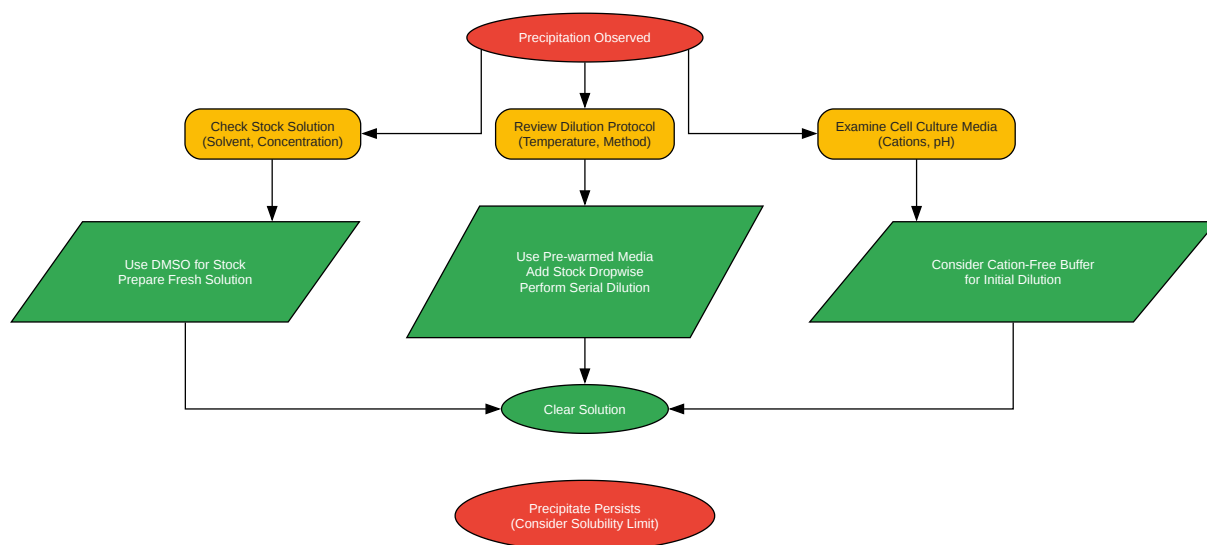 Precipitation Observed
Check Stock Solution
(Solvent, Concentration)
Review Dilution Protocol
(Temperature, Method)
Examine Cell Culture Media
(Cations, pH)
Use DMSO for Stock
Prepare Fresh Solution
Use Pre-warmed Media
Add Stock Dropwise
Perform Serial Dilution
Consider Cation-Free Buffer
for Initial Dilution
Clear Solution
Precipitate Persists
(Consider Solubility Limit)